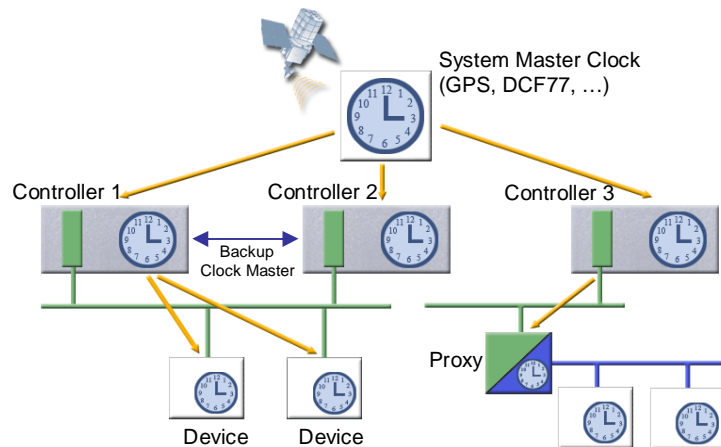 System Master Clock
(GPS, DCF77, …)
Controller 1
Controller 2
Controller 3
Backup
Clock Master
Proxy
Device
Device